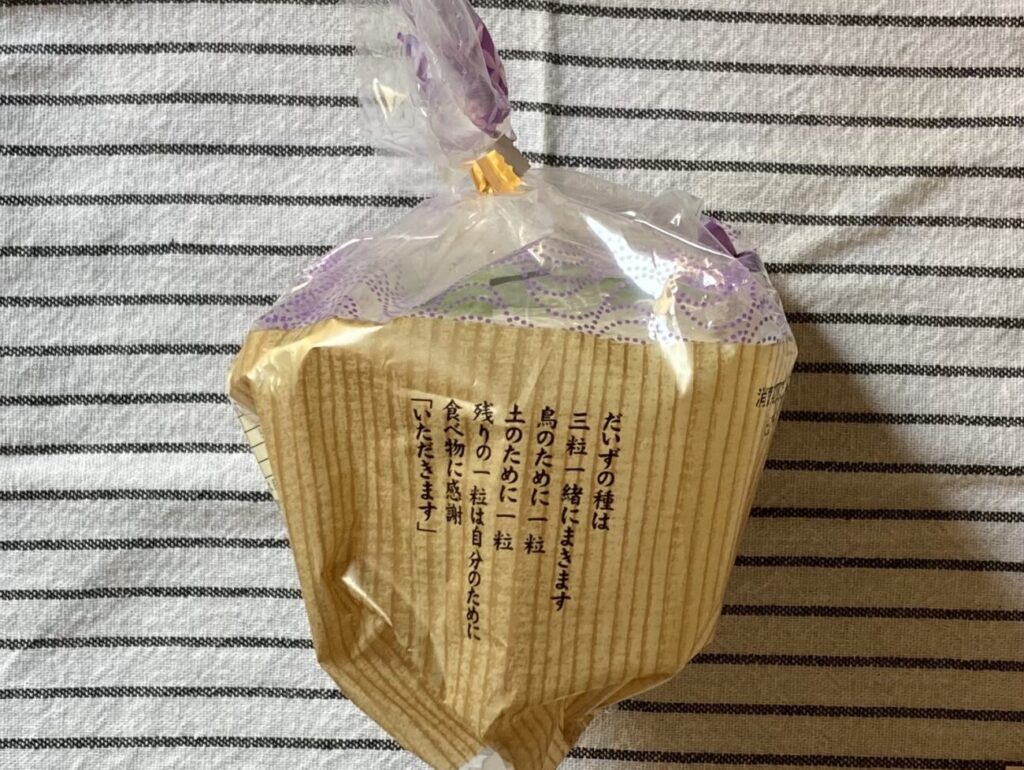 だいずの種は
三粒一緒にまきます
鳥のために一粒
土のために一粒
残りの一粒は自分のために
食べ物に感謝
「いただきます」
消費